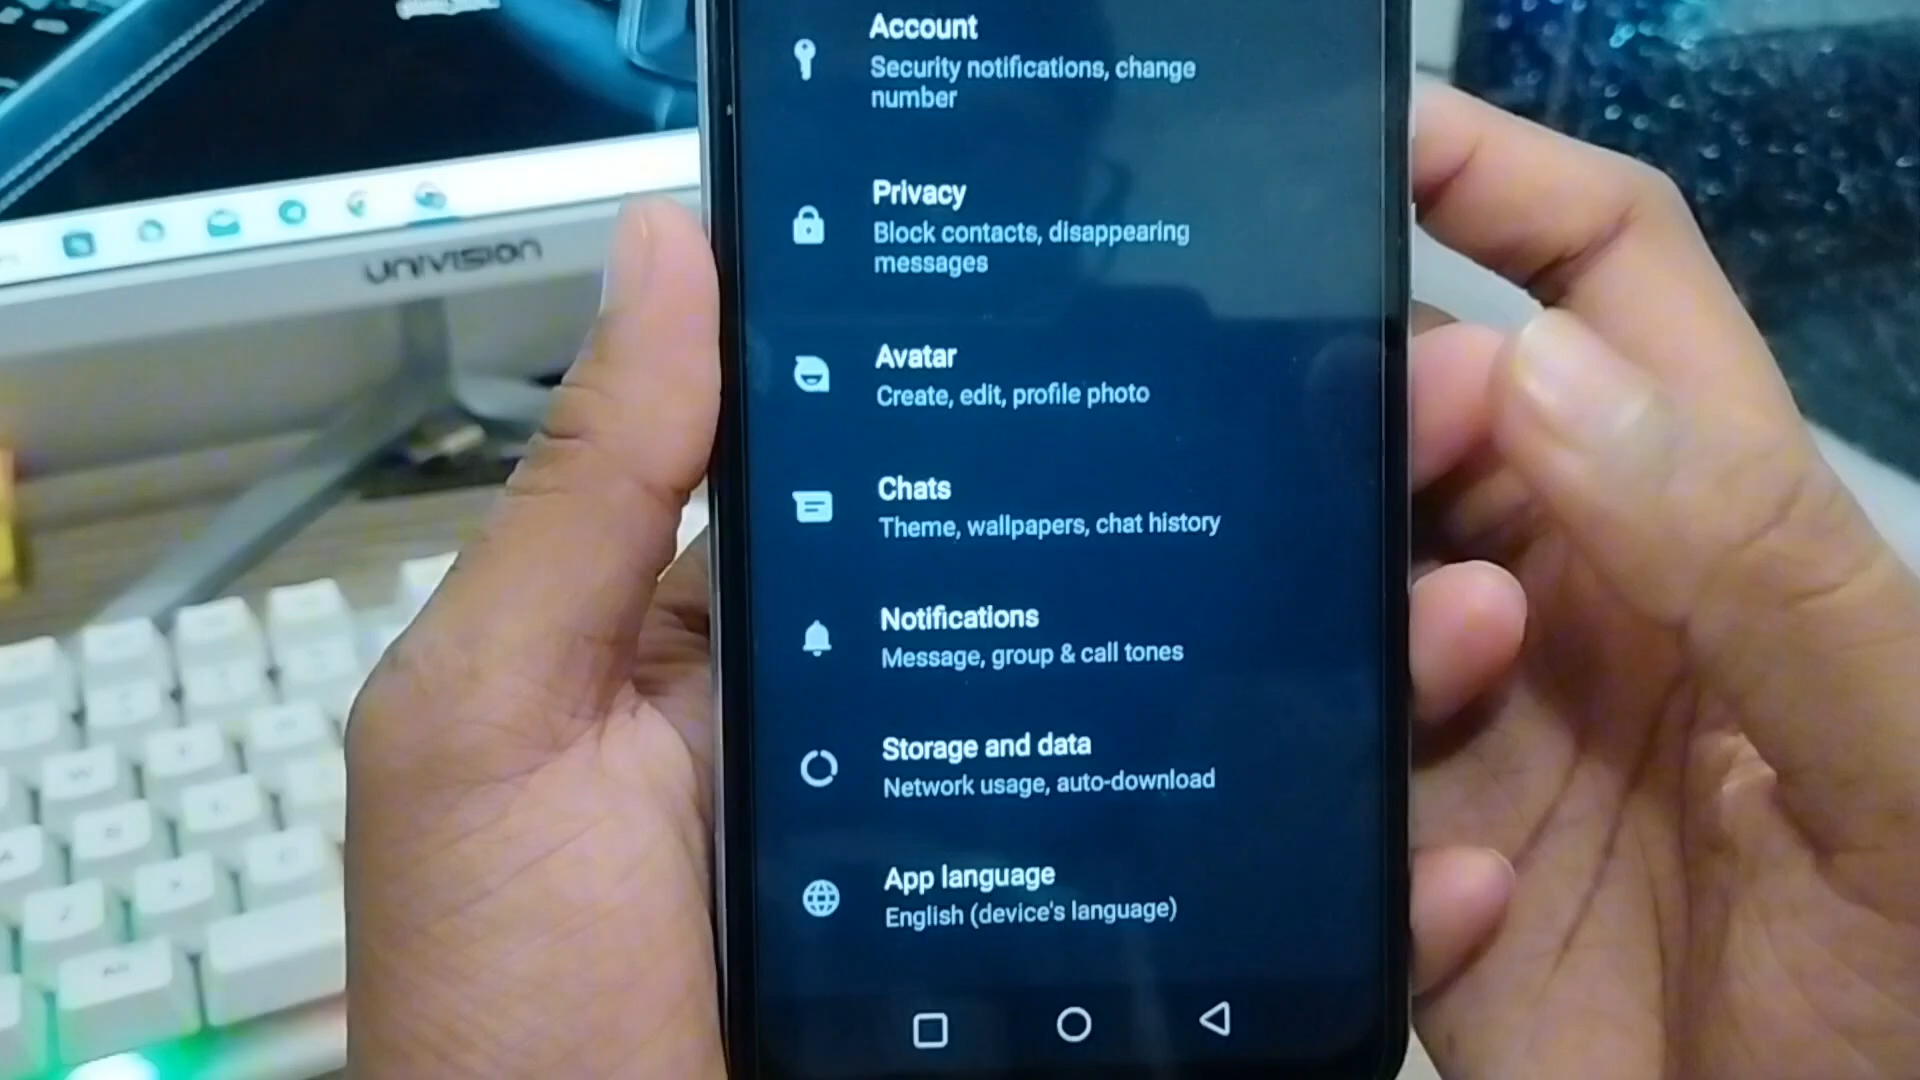 Account
Security notifications, change
number
Privacy
Block contacts, disappearing
messages
UNIVISION
Avatar
Create, edit, profile photo
Chats
Theme, wallpapers, chat history
Notifications
Message, group & call tones
Storage and data
Network usage, auto-download
App language
English (device's language)